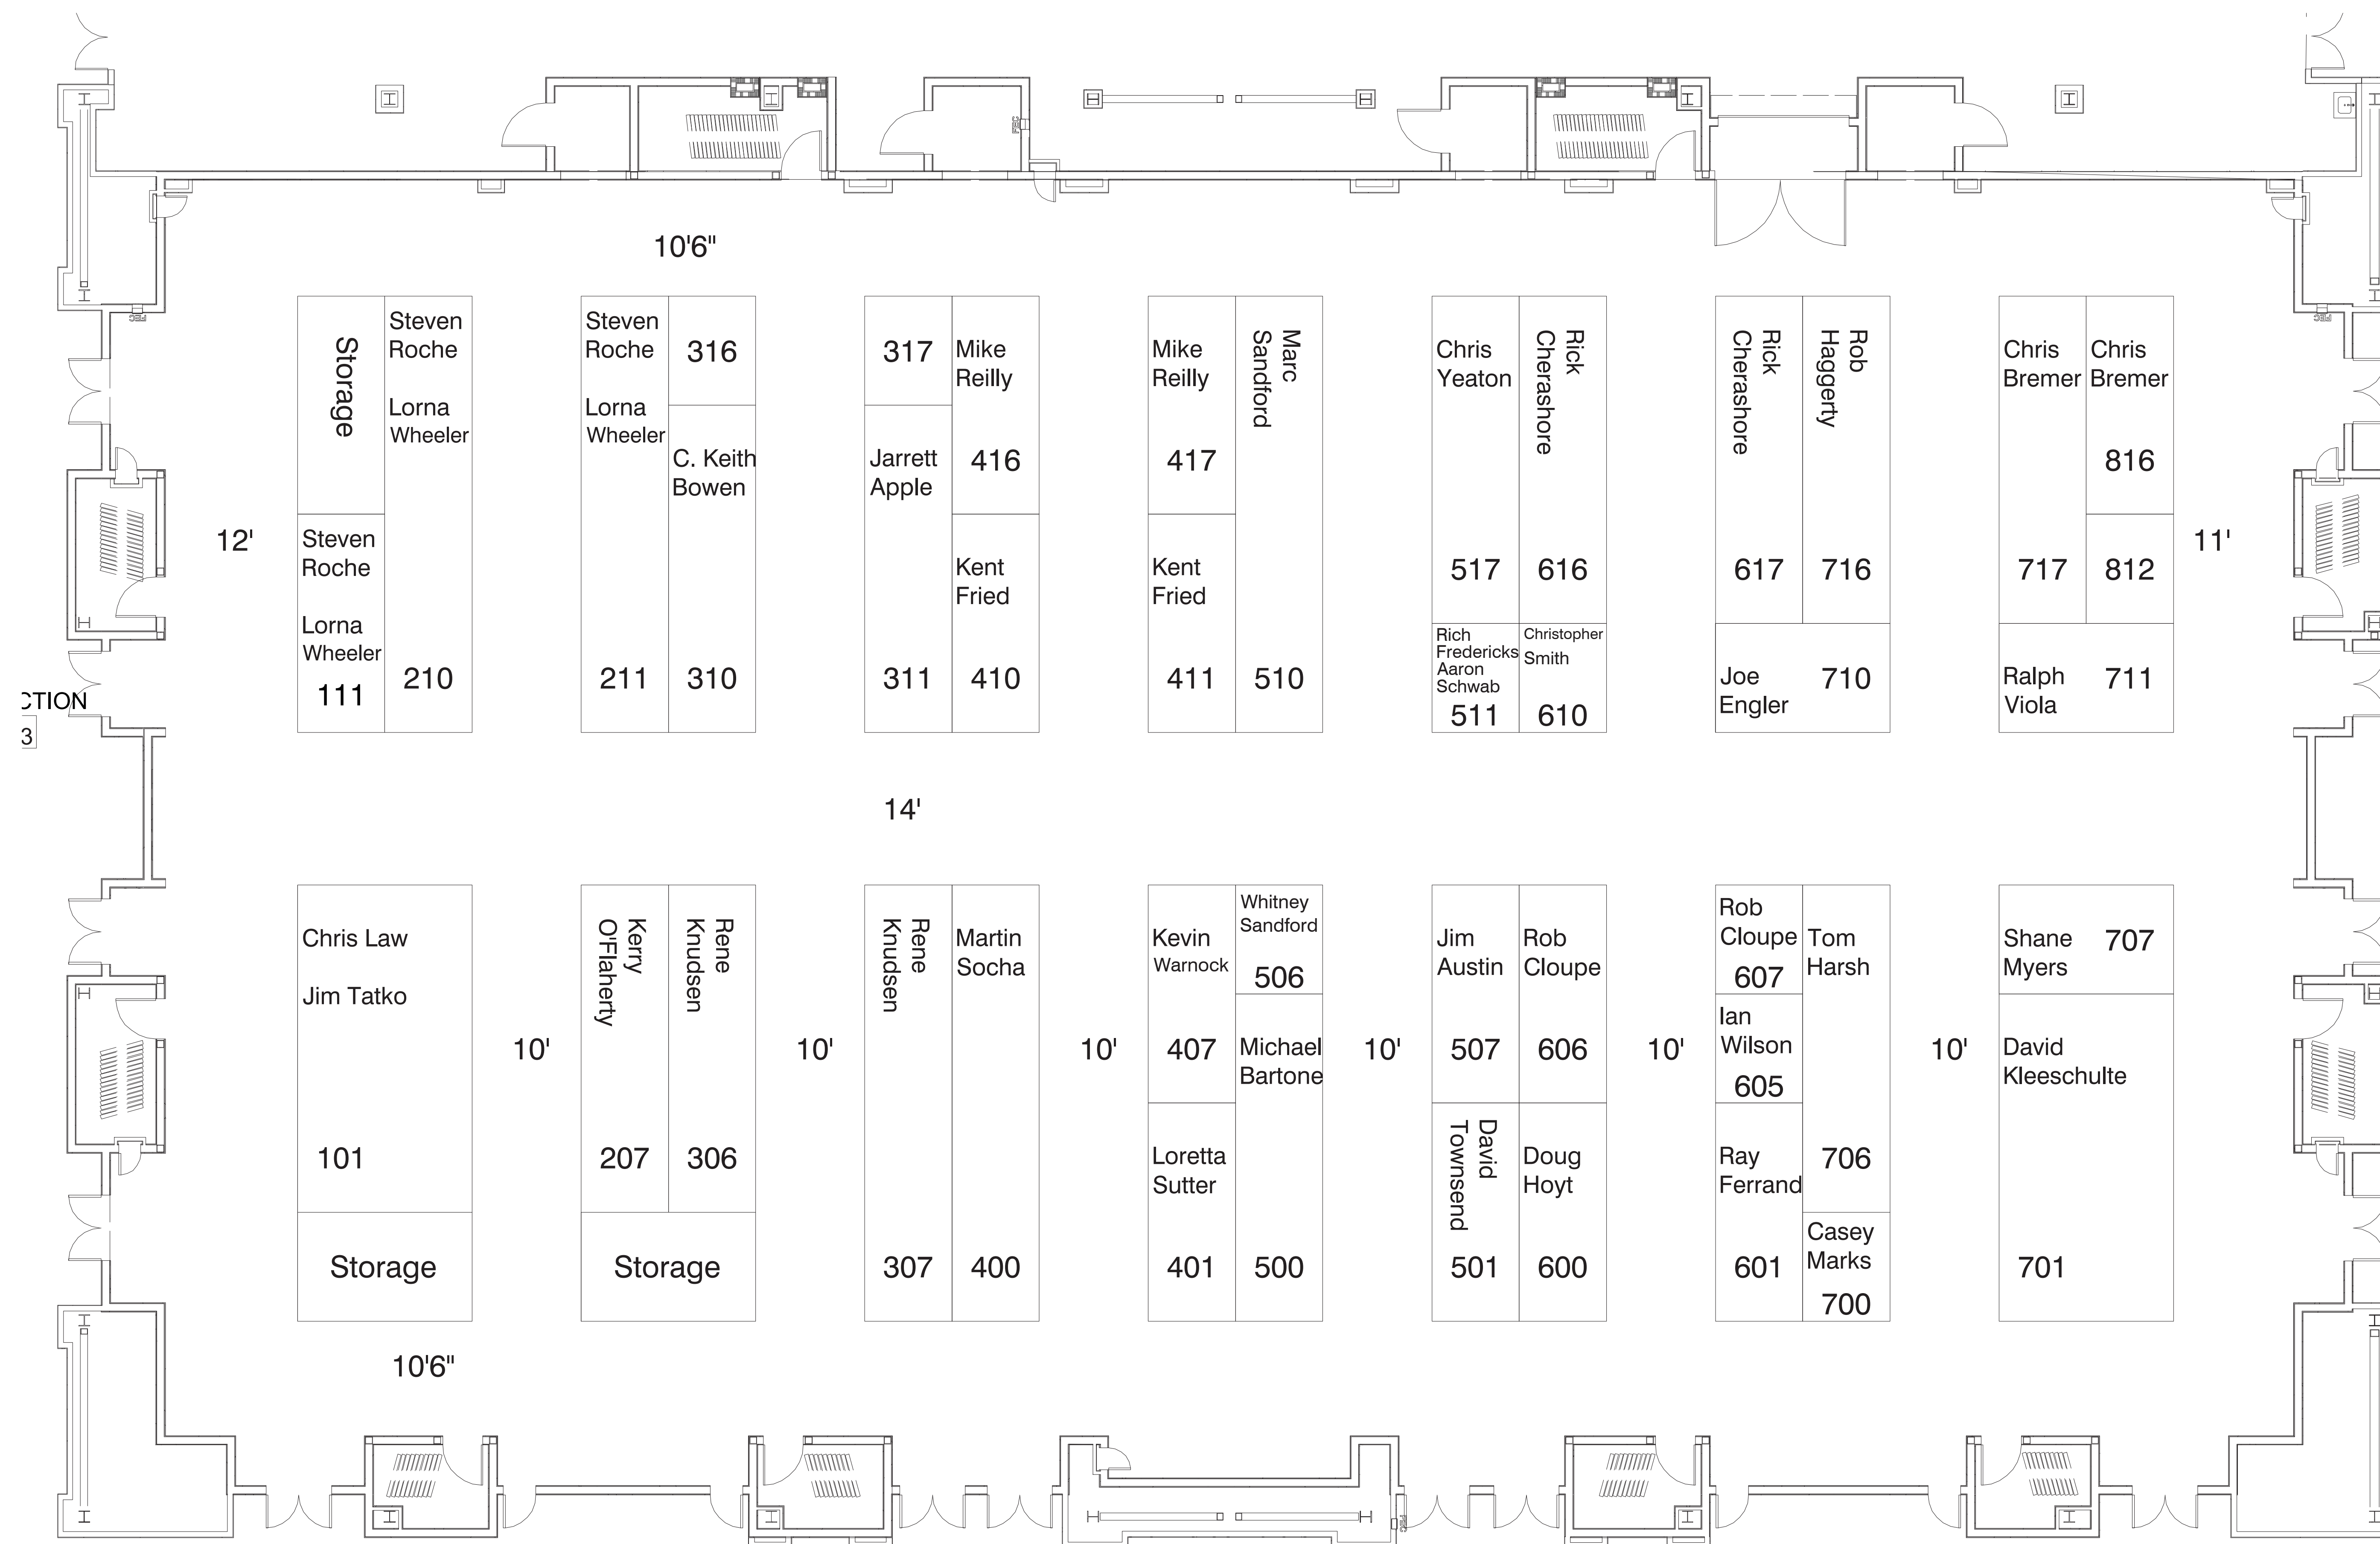 10'6"
Storage
Steven
Roche
Lorna
Wheeler
210
Steven
Roche
Lorna
Wheeler
111
Steven
Roche
Lorna
Wheeler
211
316
C. Keith
Bowen
310
317
Jarrett
Apple
311
Mike
Reilly
416
Kent
Fried
410
Mike
Reilly
417
Kent
Fried
411
Marc
Sandford
510
Chris
Yeaton
517
Rick
Cherashore
616
Rich
Fredericks
Aaron
Schwab
511
Christopher
Smith
610
Rick
Cherashore
617
Rob
Haggerty
716
Joe
Engler
710
Chris
Bremer
717
Chris
Bremer
816
812
Ralph
Viola
711
12'
11'
CTION
3
14'
Chris Law
Jim Tatko
101
Storage
10'
Kerry
O'Flaherty
207
Rene
Knudsen
306
Storage
10'
Rene
Knudsen
307
Martin
Socha
400
10'
Kevin
Warnock
407
Loretta
Sutter
401
Whitney
Sandford
506
Michael
Bartone
500
10'
Jim
Austin
507
David
Townsend
501
Rob
Cloupe
606
Doug
Hoyt
600
10'
Rob
Cloupe
607
Ian
Wilson
605
Ray
Ferrand
601
Tom
Harsh
706
Casey
Marks
700
10'
Shane
Myers
707
David
Kleeschulte
701
10'6"
FEC
FEC
FEC
FEC